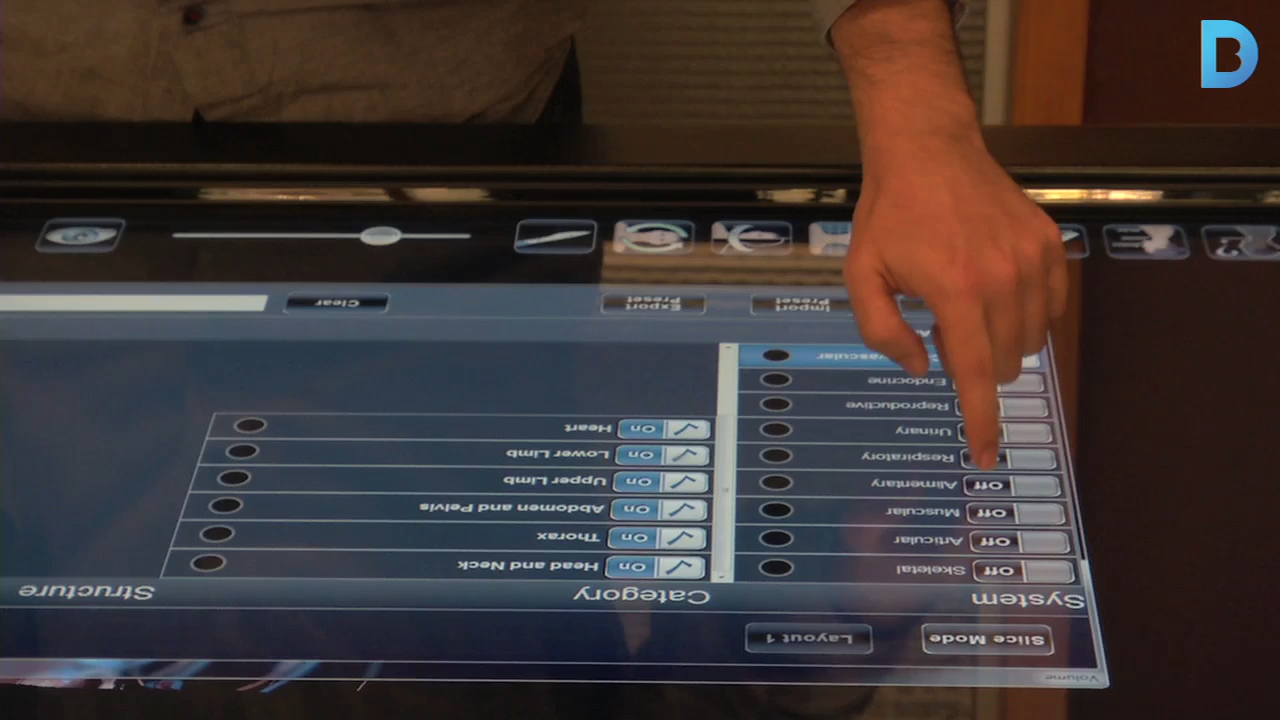 Volume
Slice Mode Layout 1
System Category Structure
Skeletal Off
Articular Off
Muscular Off
Alimentary Off
Respiratory
Urinary
Reproductive
Endocrine
Head and Neck On
Thorax On
Abdomen and Pelvis On
Upper Limb On
Lower Limb On
Heart On
Import Preset
Export Preset
Clear
?
DB